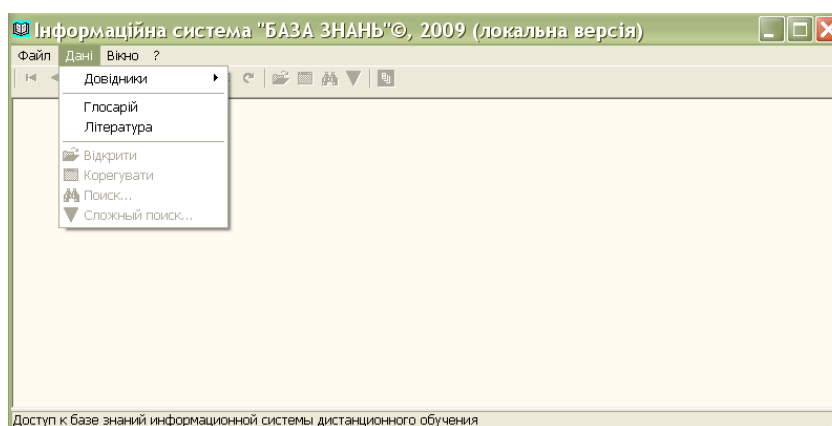 Інформаційна система "БАЗА ЗНАНЬ"©, 2009 (локальна версія)
Файл Дані Вікно ?
Довідники
Глосарій
Література
Відкрити
Корегувати
Поиск...
Сложный поиск...
Доступ к базе знаний информационной системы дистанционного обучения